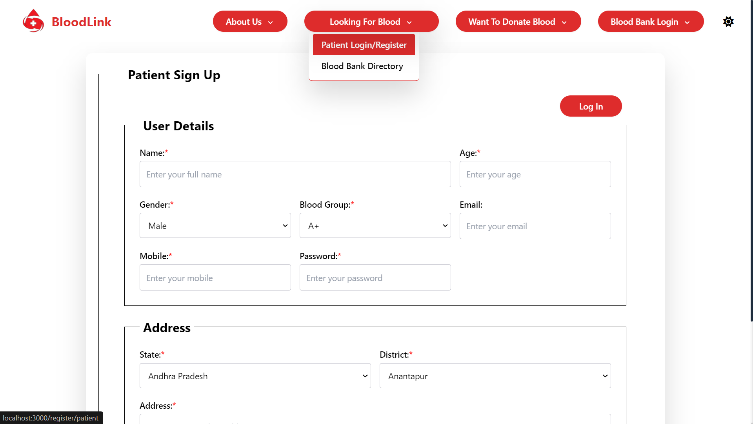 BloodLink
About Us
Looking For Blood
Want To Donate Blood
Blood Bank Login
Patient Login/Register
Blood Bank Directory
Patient Sign Up
Log In
User Details
Name:*
Age:*
Enter your full name
Enter your age
Gender:*
Blood Group:*
Email:
Male
A+
Enter your email
Mobile:*
Password:*
Enter your mobile
Enter your password
Address
State:*
District:*
Andhra Pradesh
Anantapur
Address:*
localhost:3000/register/patient